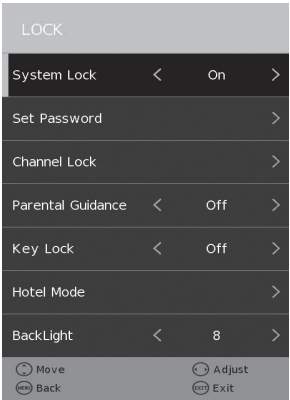 LOCK
System Lock < On >
Set Password >
Channel Lock >
Parental Guidance < Off >
Key Lock < Off >
Hotel Mode >
BackLight < 8 >
Move Adjust
MENU Back EXIT Exit